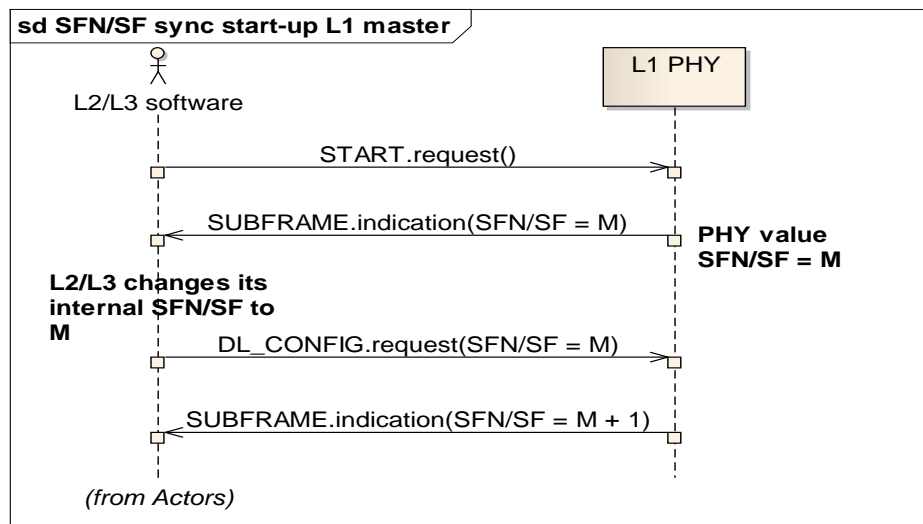 sd SFN/SF sync start-up L1 master
L1 PHY
L2/L3 software
START.request()
SUBFRAME.indication(SFN/SF = M)
PHY value
SFN/SF = M
L2/L3 changes its
internal SFN/SF to
M
DL_CONFIG.request(SFN/SF = M)
SUBFRAME.indication(SFN/SF = M + 1)
(from Actors)